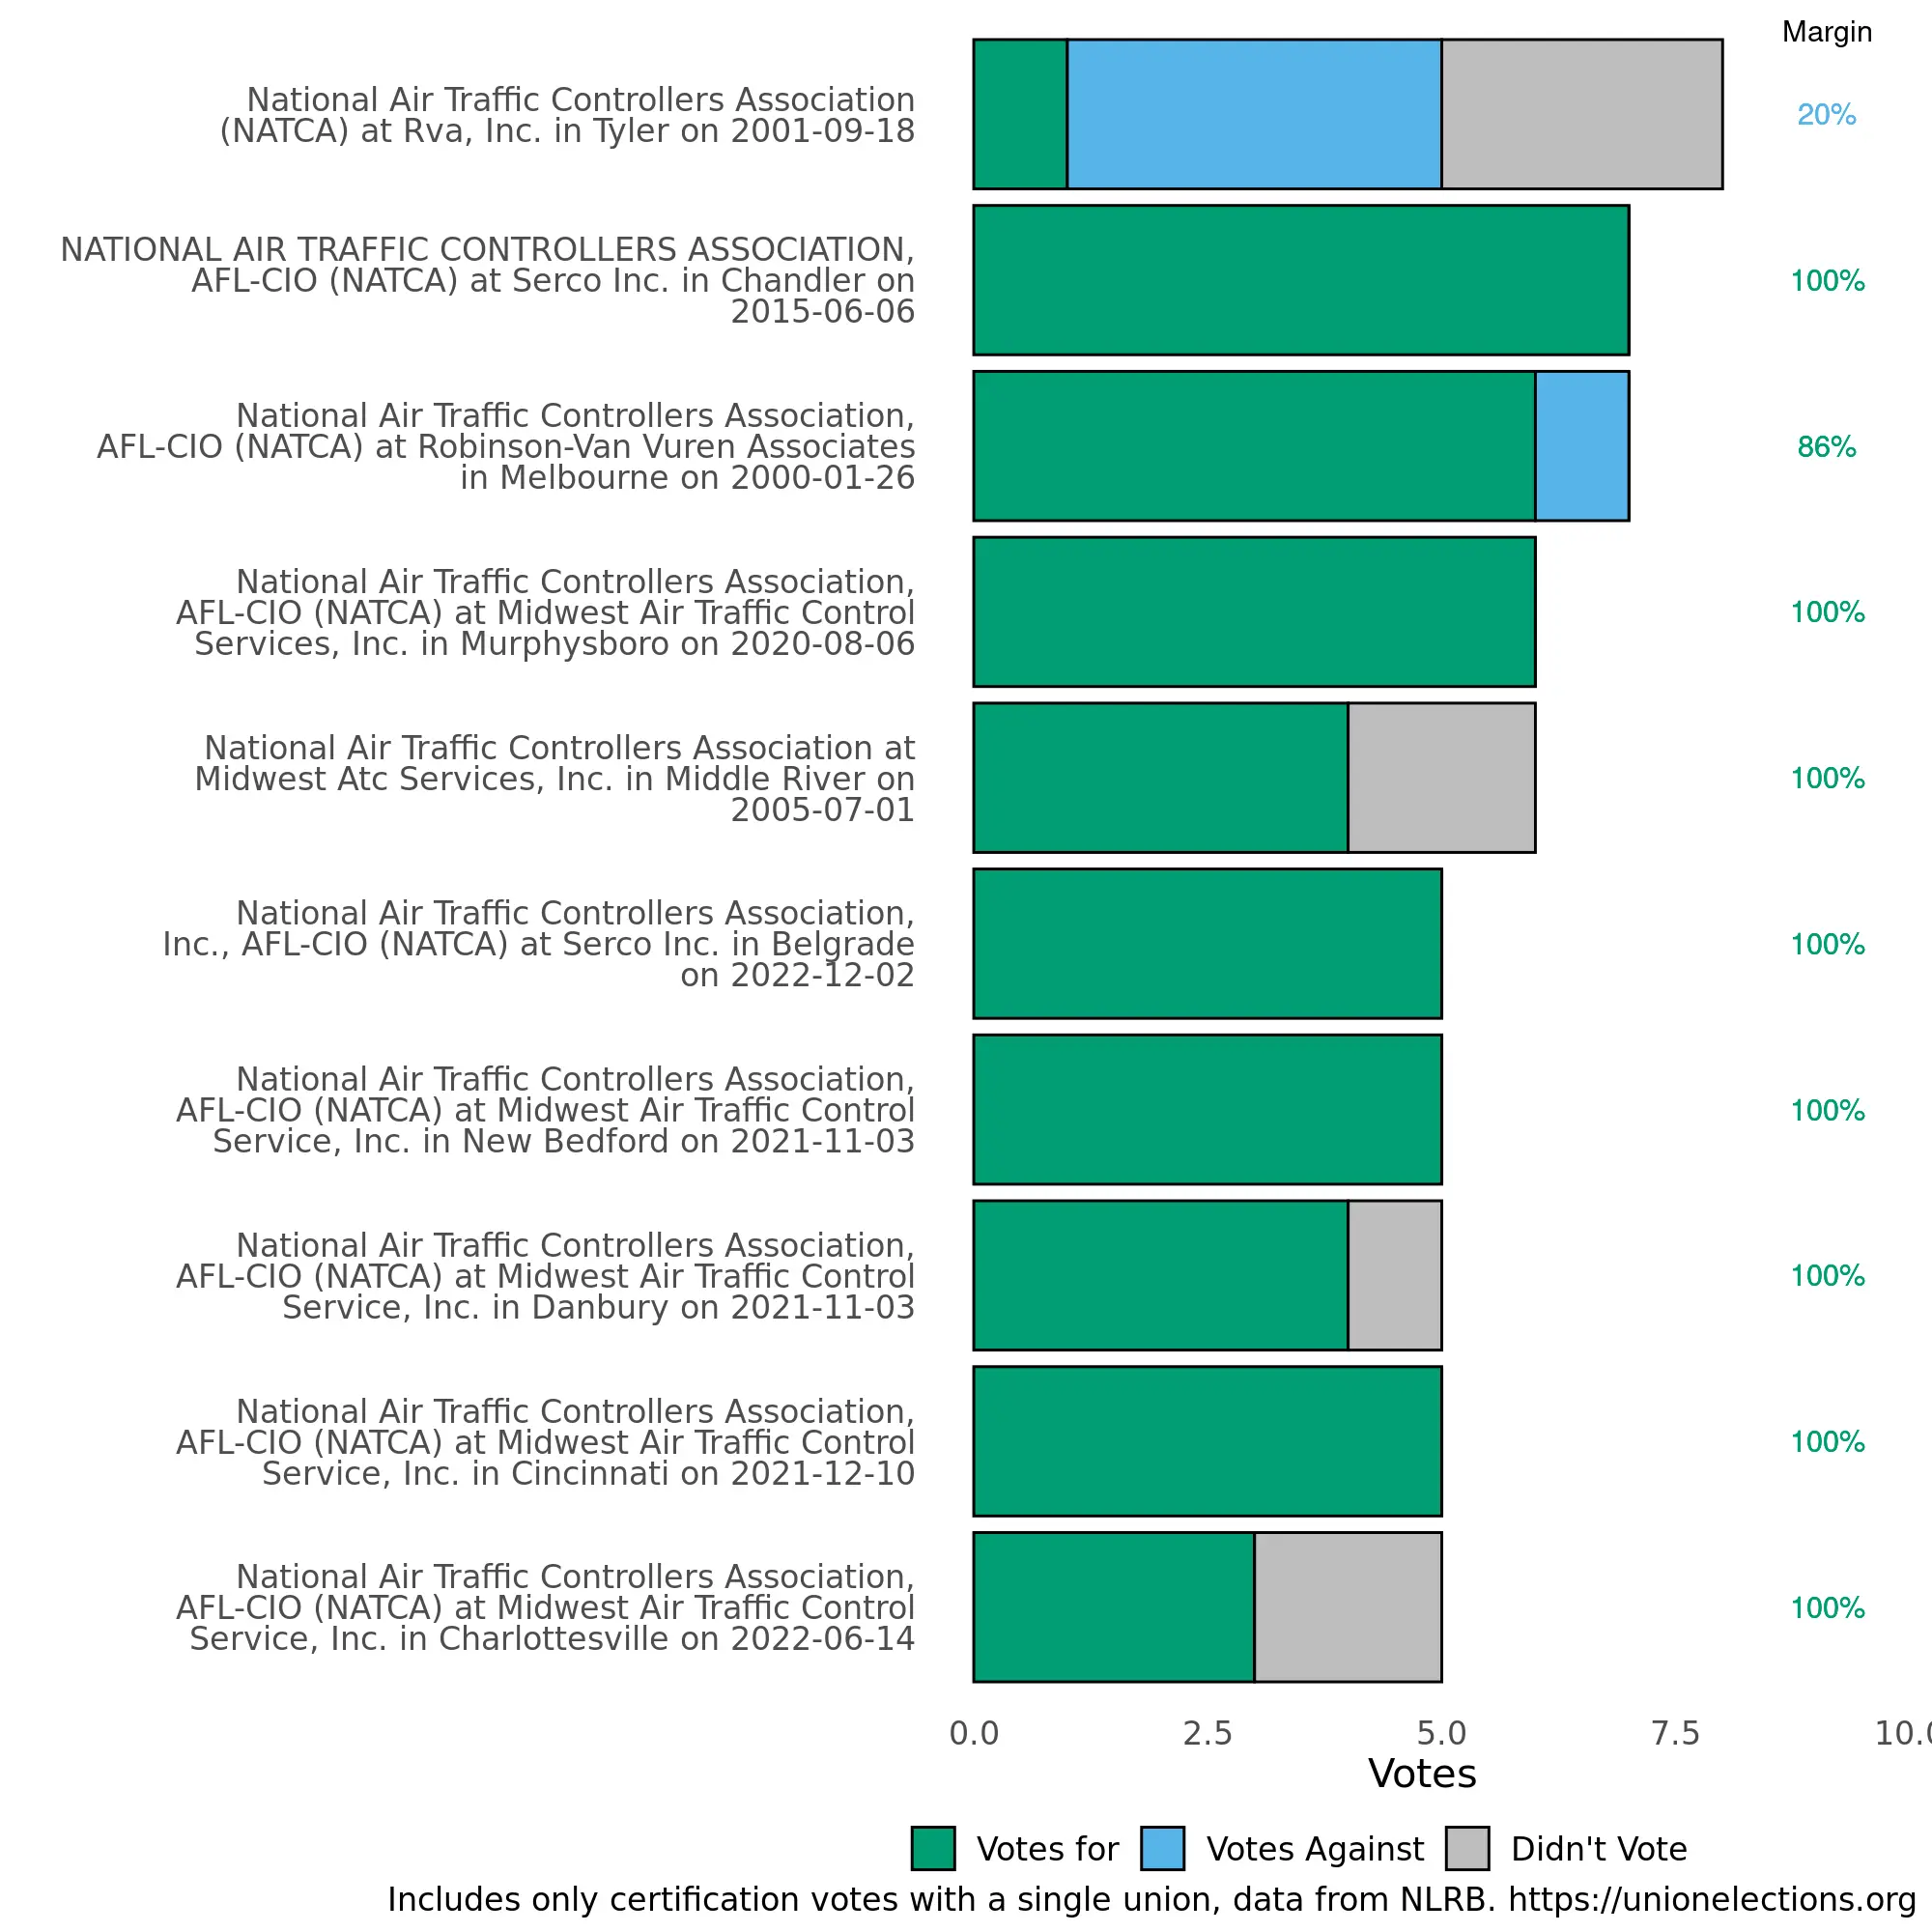 Margin
National Air Traffic Controllers Association
(NATCA) at Rva, Inc. in Tyler on 2001-09-18
20%
NATIONAL AIR TRAFFIC CONTROLLERS ASSOCIATION,
AFL-CIO (NATCA) at Serco Inc. in Chandler on
2015-06-06
100%
National Air Traffic Controllers Association,
AFL-CIO (NATCA) at Robinson-Van Vuren Associates
in Melbourne on 2000-01-26
86%
National Air Traffic Controllers Association,
AFL-CIO (NATCA) at Midwest Air Traffic Control
Services, Inc. in Murphysboro on 2020-08-06
100%
National Air Traffic Controllers Association at
Midwest Atc Services, Inc. in Middle River on
2005-07-01
100%
National Air Traffic Controllers Association,
Inc., AFL-CIO (NATCA) at Serco Inc. in Belgrade
on 2022-12-02
100%
National Air Traffic Controllers Association,
AFL-CIO (NATCA) at Midwest Air Traffic Control
Service, Inc. in New Bedford on 2021-11-03
100%
National Air Traffic Controllers Association,
AFL-CIO (NATCA) at Midwest Air Traffic Control
Service, Inc. in Danbury on 2021-11-03
100%
National Air Traffic Controllers Association,
AFL-CIO (NATCA) at Midwest Air Traffic Control
Service, Inc. in Cincinnati on 2021-12-10
100%
National Air Traffic Controllers Association,
AFL-CIO (NATCA) at Midwest Air Traffic Control
Service, Inc. in Charlottesville on 2022-06-14
100%
0.0 2.5 5.0 7.5 10.0
Votes
Votes for Votes Against Didn't Vote
Includes only certification votes with a single union, data from NLRB. https://unionelections.org